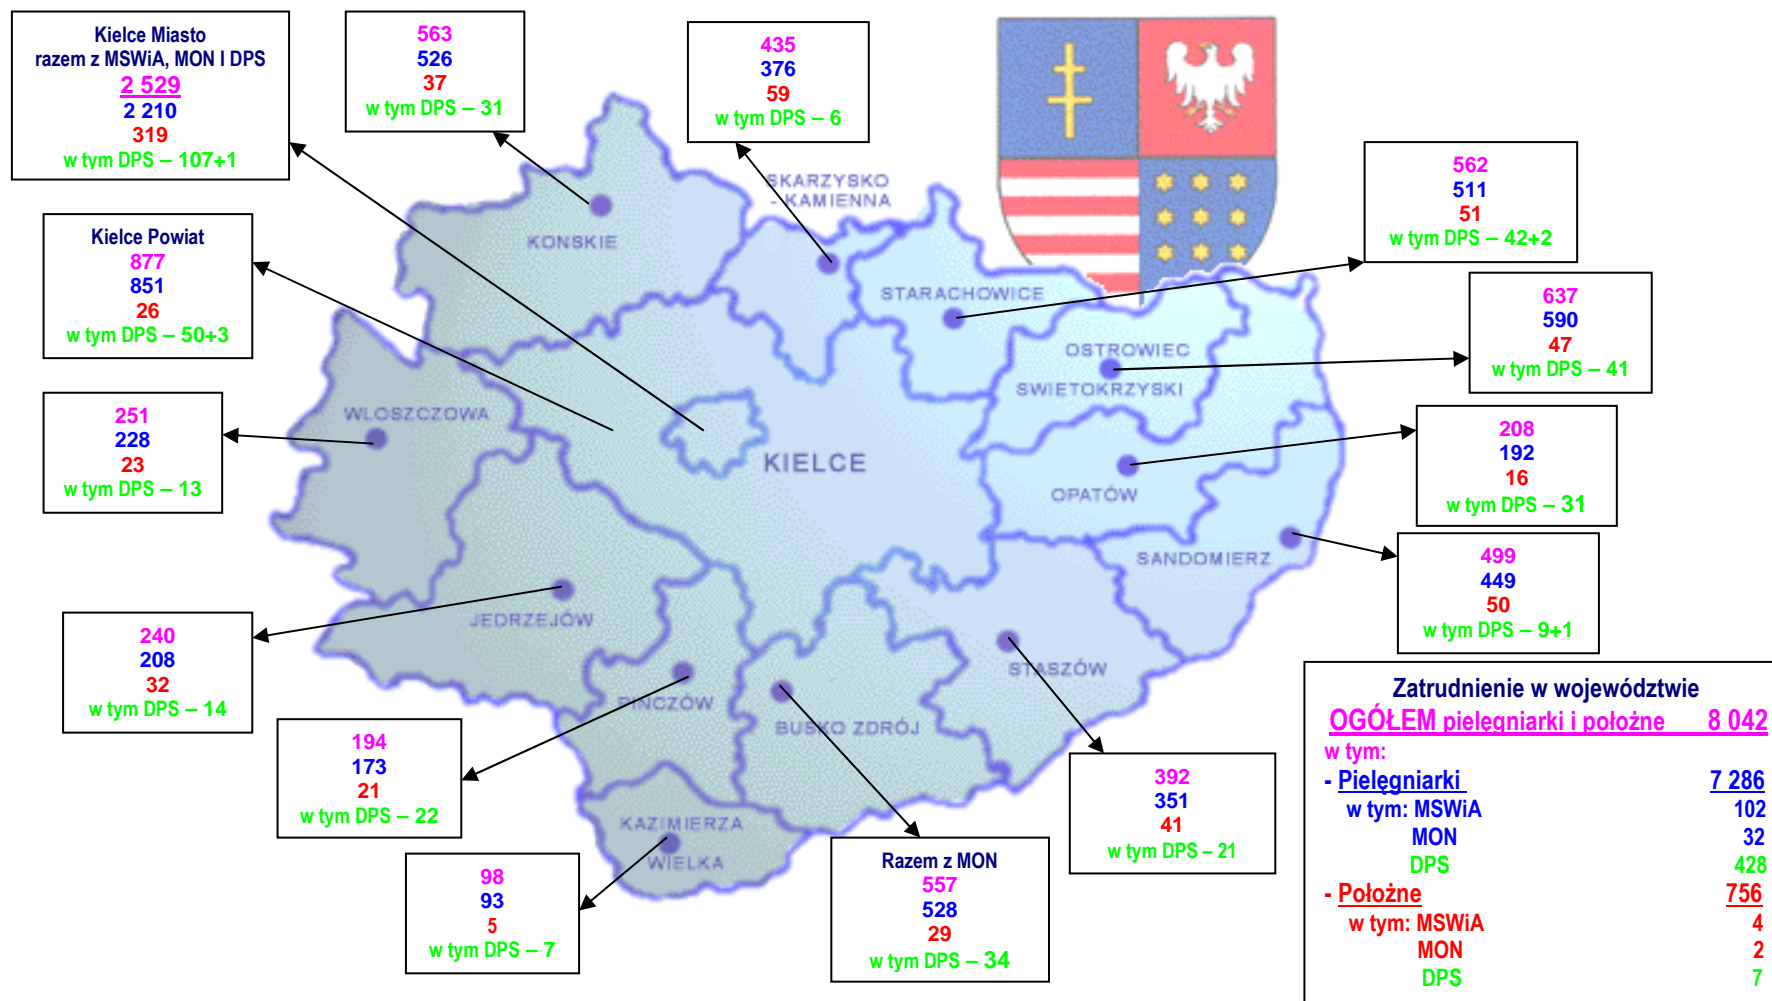 Kielce Miasto
razem z MSWiA, MON I DPS
2 529
2 210
319
w tym DPS – 107+1
563
526
37
w tym DPS – 31
435
376
59
w tym DPS – 6
562
511
51
w tym DPS – 42+2
Kielce Powiat
877
851
26
w tym DPS – 50+3
637
590
47
w tym DPS – 41
251
228
23
w tym DPS – 13
208
192
16
w tym DPS – 31
499
449
50
w tym DPS – 9+1
240
208
32
w tym DPS – 14
194
173
21
w tym DPS – 22
98
93
5
w tym DPS – 7
Razem z MON
557
528
29
w tym DPS – 34
392
351
41
w tym DPS – 21
SKARZYSKO
- KAMIENNA
KONSKIE
STARACHOWICE
OSTROWIEC
SWIETOKRZYSKI
WLOSZCZOWA
KIELCE
OPATÓW
SANDOMIERZ
JEDRZEJÓW
STASZÓW
PINCZÓW
BUSKO ZDRÓJ
KAZIMIERZA
WIELKA
Zatrudnienie w województwie
OGÓŁEM pielęgniarki i położne 8 042
w tym:
- Pielęgniarki 7 286
w tym: MSWiA 102
MON 32
DPS 428
- Położne 756
w tym: MSWiA 4
MON 2
DPS 7